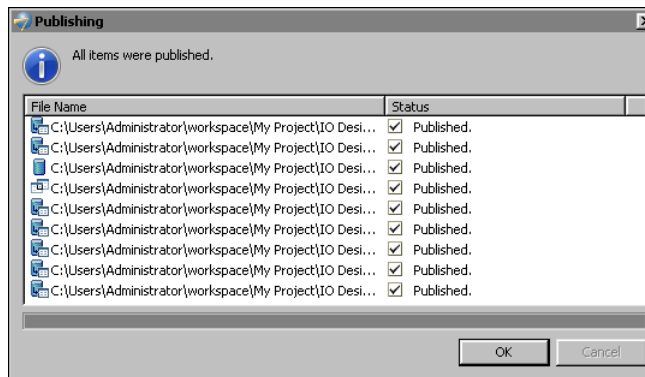 Publishing
All items were published.
File Name Status
C:\Users\Administrator\workspace\My Project\IO Desi... Published.
C:\Users\Administrator\workspace\My Project\IO Desi... Published.
C:\Users\Administrator\workspace\My Project\IO Desi... Published.
C:\Users\Administrator\workspace\My Project\IO Desi... Published.
C:\Users\Administrator\workspace\My Project\IO Desi... Published.
C:\Users\Administrator\workspace\My Project\IO Desi... Published.
C:\Users\Administrator\workspace\My Project\IO Desi... Published.
C:\Users\Administrator\workspace\My Project\IO Desi... Published.
C:\Users\Administrator\workspace\My Project\IO Desi... Published.
OK Cancel